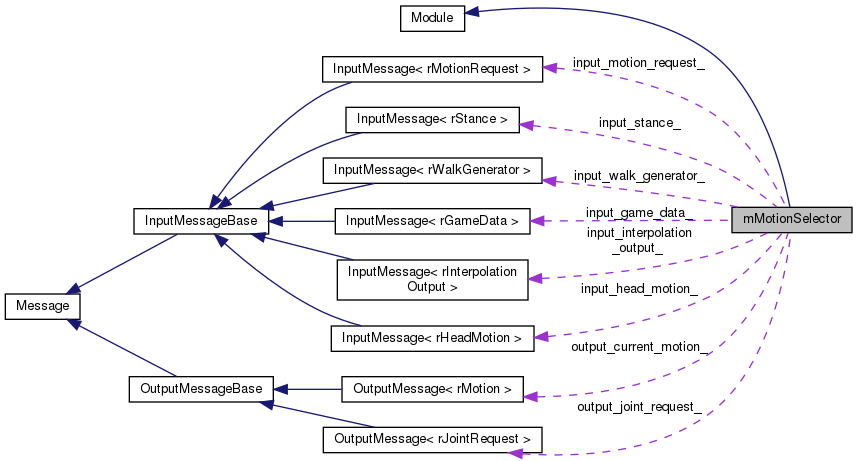 Module
InputMessage< rMotionRequest >
input_motion_request_
InputMessage< rStance >
input_stance_
InputMessage< rWalkGenerator >
input_walk_generator_
InputMessageBase
InputMessage< rGameData >
input_game_data_
mMotionSelector
input_interpolation
_output_
InputMessage< rInterpolation
Output >
input_head_motion_
Message
InputMessage< rHeadMotion >
output_current_motion_
OutputMessageBase
OutputMessage< rMotion >
output_joint_request_
OutputMessage< rJointRequest >